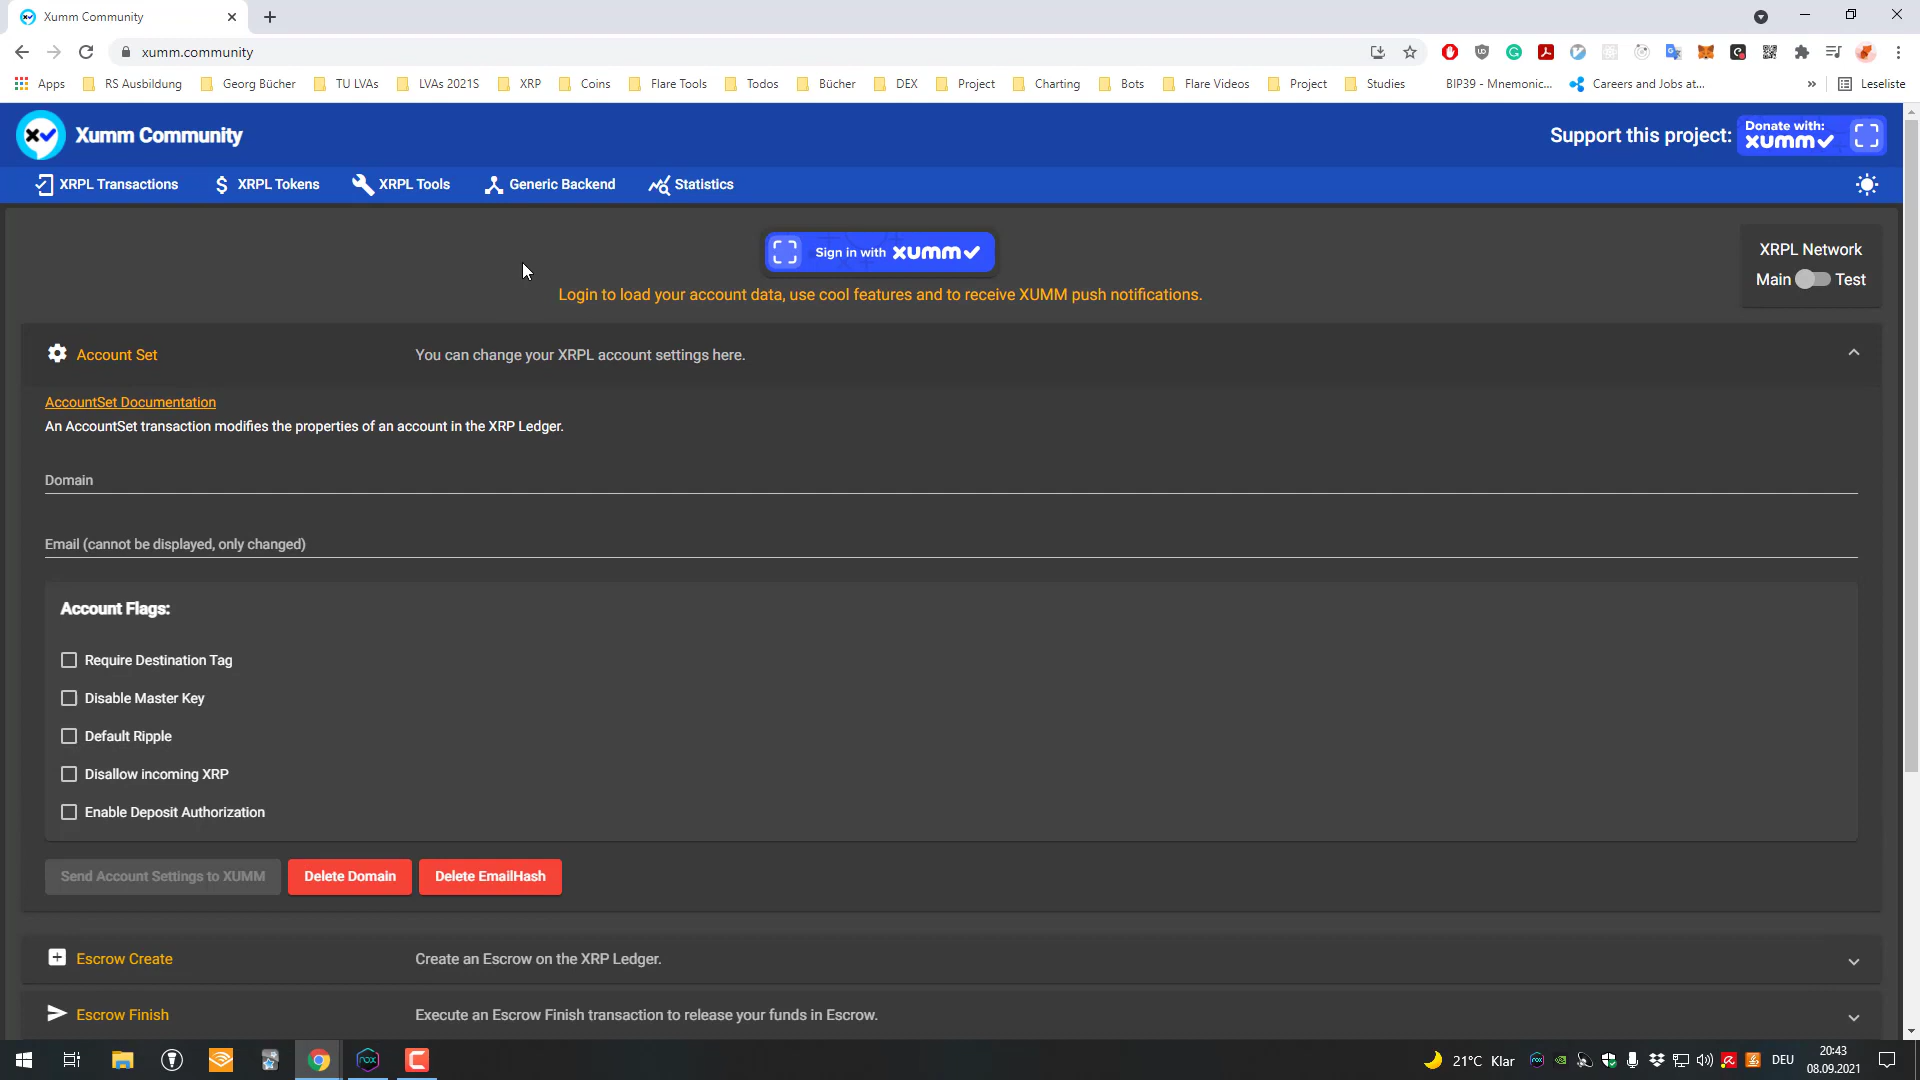 Xumm Community
xumm.community
Apps
RS Ausbildung
Georg Bücher
TU LVAs
LVAs 2021S
XRP
Coins
Flare Tools
Todos
Bücher
DEX
Project
Charting
Bots
Flare Videos
Project
Studies
BIP39 - Mnemonic...
Careers and Jobs at...
»
Leseliste
Xumm Community
Support this project:
Donate with:
xumm
XRPL Transactions
XRPL Tokens
XRPL Tools
Generic Backend
Statistics
Sign in with xumm
Login to load your account data, use cool features and to receive XUMM push notifications.
XRPL Network
Main Test
Account Set
You can change your XRPL account settings here.
AccountSet Documentation
An AccountSet transaction modifies the properties of an account in the XRP Ledger.
Domain
Email (cannot be displayed, only changed)
Account Flags:
Require Destination Tag
Disable Master Key
Default Ripple
Disallow incoming XRP
Enable Deposit Authorization
Send Account Settings to XUMM
Delete Domain
Delete EmailHash
Escrow Create
Create an Escrow on the XRP Ledger.
Escrow Finish
Execute an Escrow Finish transaction to release your funds in Escrow.
21°C Klar
DEU
20:43
08.09.2021